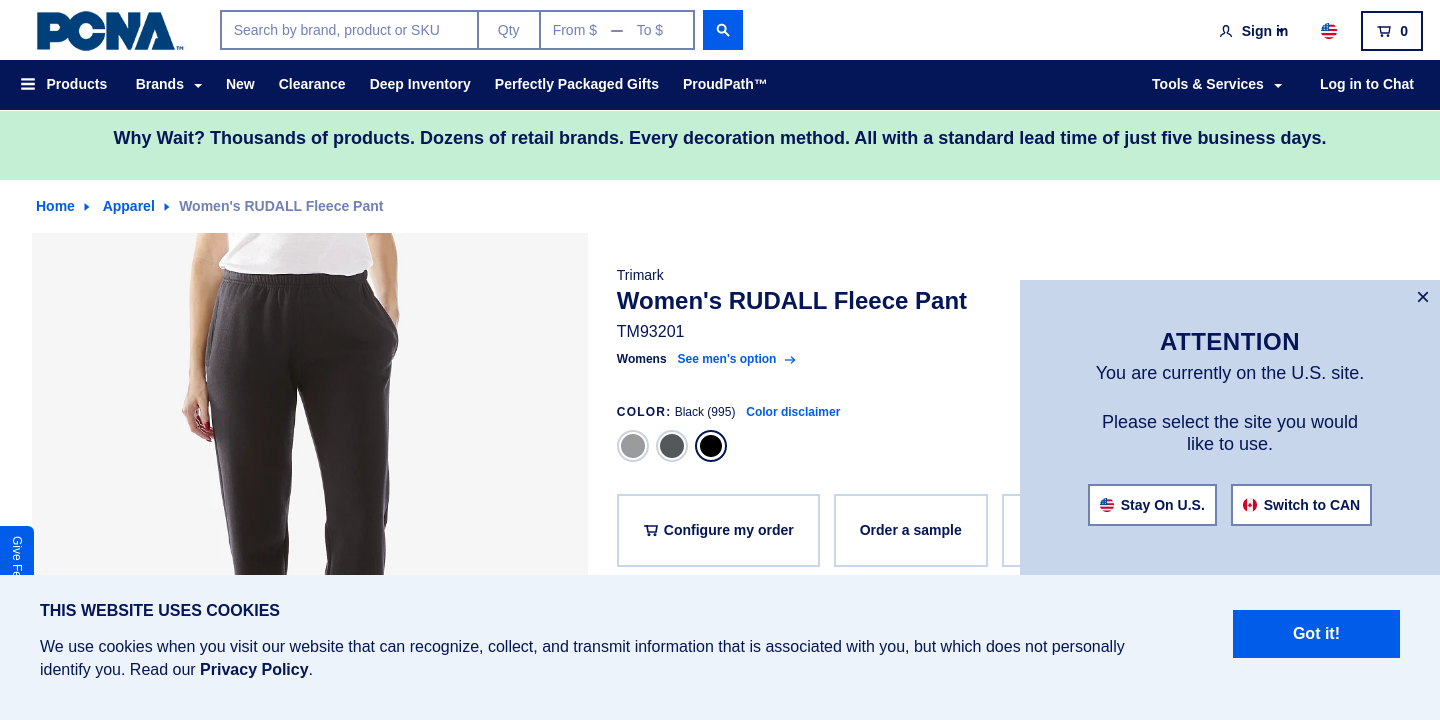 PCNA™
Search by brand, product or SKU Qty From $ — To $
Sign in 0
Products Brands New Clearance Deep Inventory Perfectly Packaged Gifts ProudPath™ Tools & Services Log in to Chat
Why Wait? Thousands of products. Dozens of retail brands. Every decoration method. All with a standard lead time of just five business days.
Home Apparel Women's RUDALL Fleece Pant
Trimark
Women's RUDALL Fleece Pant
TM93201
Womens See men's option
COLOR: Black (995) Color disclaimer
Configure my order Order a sample
×
ATTENTION
You are currently on the U.S. site.
Please select the site you would
like to use.
Stay On U.S. Switch to CAN
Give
THIS WEBSITE USES COOKIES
We use cookies when you visit our website that can recognize, collect, and transmit information that is associated with you, but which does not personally
identify you. Read our Privacy Policy.
Got it!